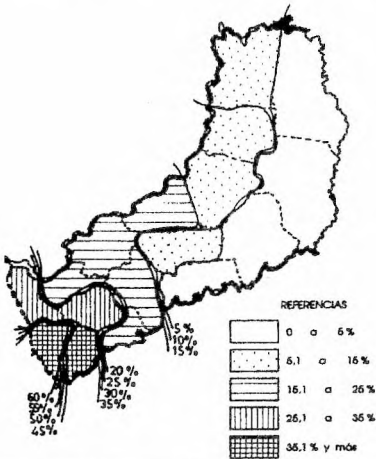 5%
10%
15%
20%
25%
30%
35%
60%
55%
50%
45%
REFERENCIAS
0 a 5%
5,1 a 15%
15,1 a 25%
25,1 a 35%
35,1% y más